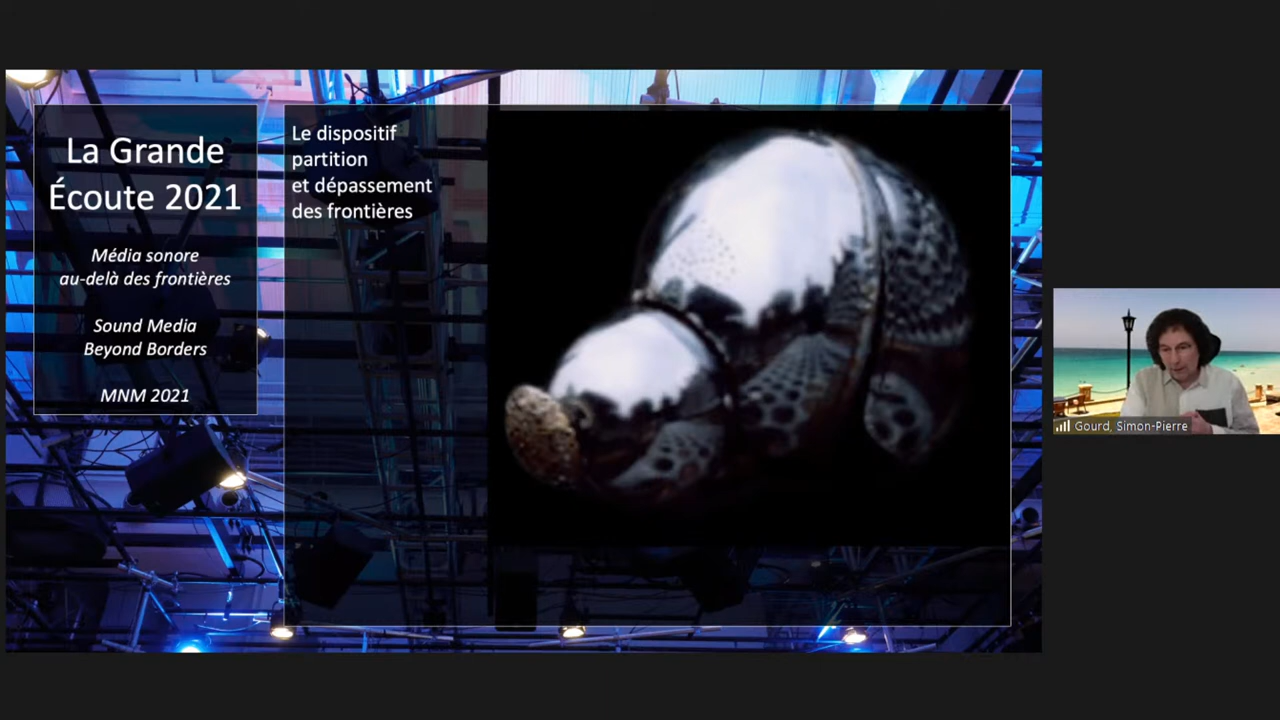 La Grande
Écoute 2021
Média sonore
au-delà des frontières
Sound Media
Beyond Borders
MNM 2021
Le dispositif
partition
et dépassement
des frontières
Gourd, Simon-Pierre